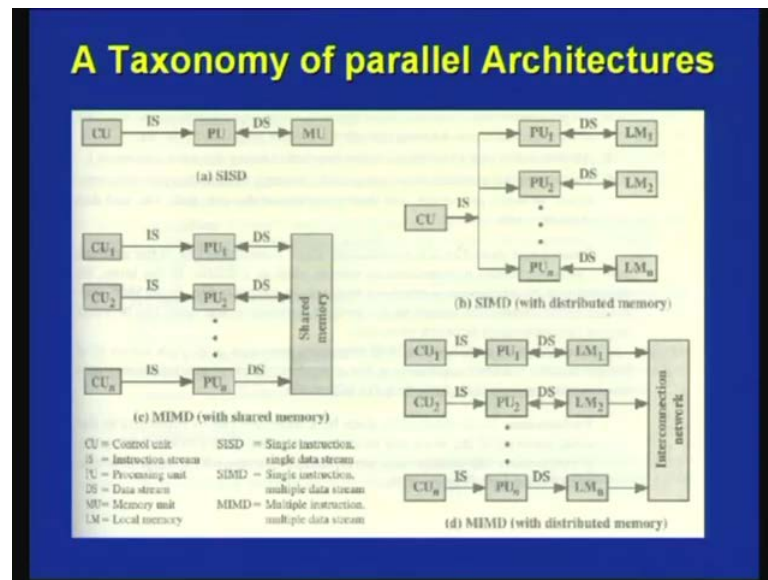 A Taxonomy of parallel Architectures
IS DS
CU PU MU
(a) SISD
DS
PU1 LM1
DS
PU2 LM2
IS
CU
DS
PUn LMn
(b) SIMD (with distributed memory)
IS DS
CU1 PU1
IS DS
CU2 PU2
IS DS
CUn PUn
Shared
memory
(c) MIMD (with shared memory)
IS DS
CU1 PU1 LM1
IS DS
CU2 PU2 LM2
IS DS
CUn PUn LMn
Interconnection
network
(d) MIMD (with distributed memory)
CU = Control unit SISD = Single instruction,
IS = Instruction stream single data stream
PU = Processing unit SIMD = Single instruction,
DS = Data stream multiple data stream
MU = Memory unit MIMD = Multiple instruction,
LM = Local memory multiple data stream